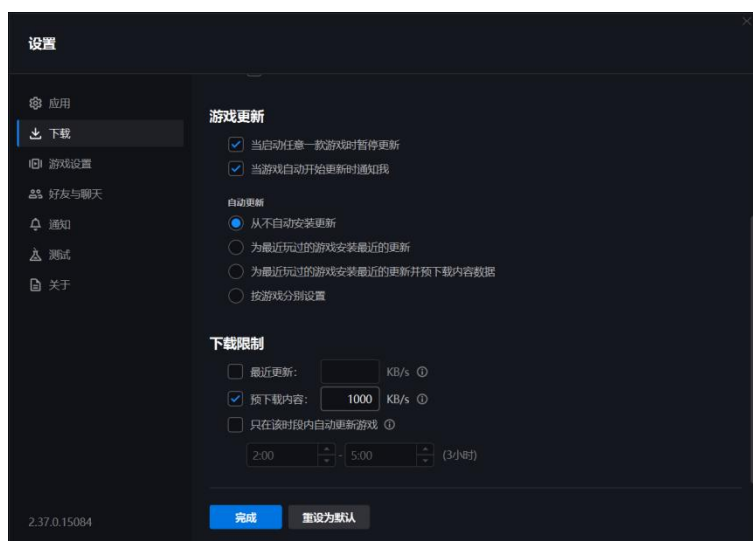 设置
应用
下载
游戏设置
好友与聊天
通知
测试
关于
2.37.0.15084
游戏更新
当启动任意一款游戏时暂停更新
当游戏自动开始更新时通知我
自动更新
从不自动安装更新
为最近玩过的游戏安装最近的更新
为最近玩过的游戏安装最近的更新并预下载内容数据
按游戏分别设置
下载限制
最近更新: KB/s
预下载内容: 1000 KB/s
只在该时段内自动更新游戏
2:00 - 5:00 (3小时)
完成 重设为默认